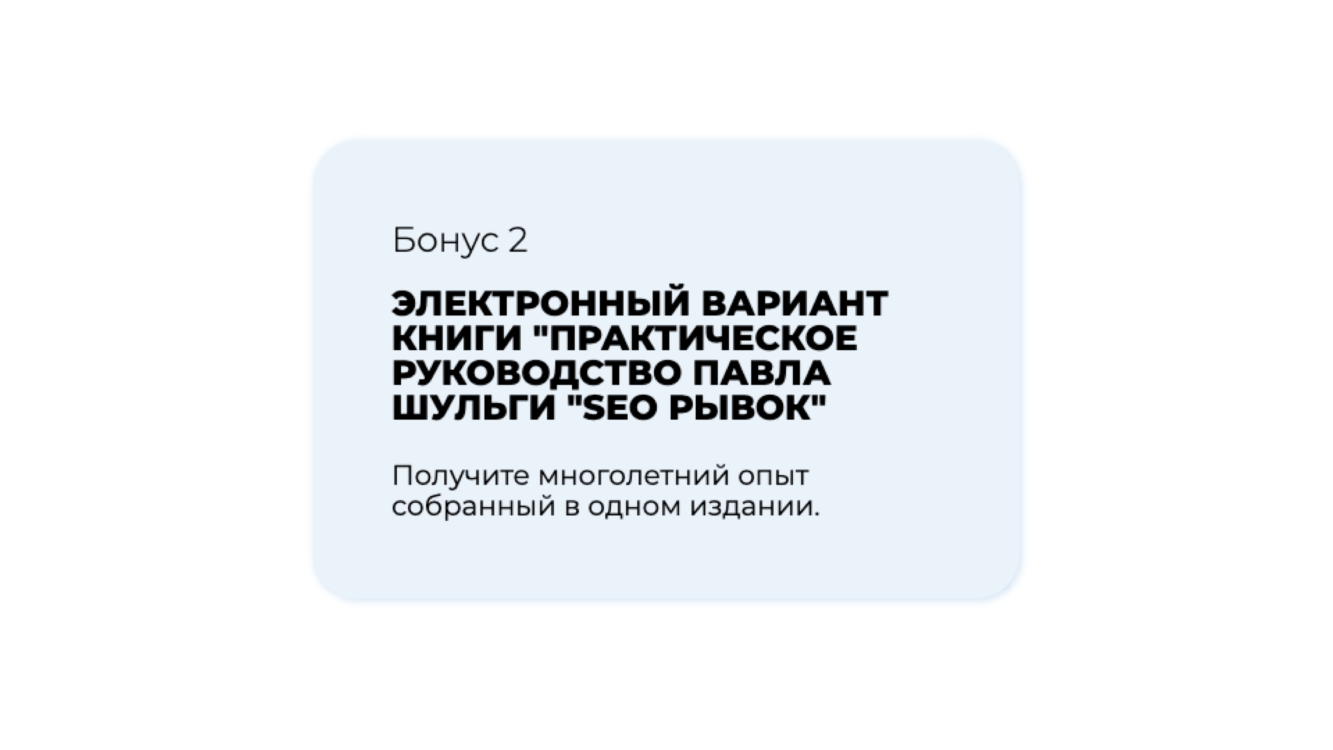 Бонус 2
ЭЛЕКТРОННЫЙ ВАРИАНТ
КНИГИ "ПРАКТИЧЕСКОЕ
РУКОВОДСТВО ПАВЛА
ШУЛЬГИ "SEO РЫВОК"
Получите многолетний опыт
собранный в одном издании.